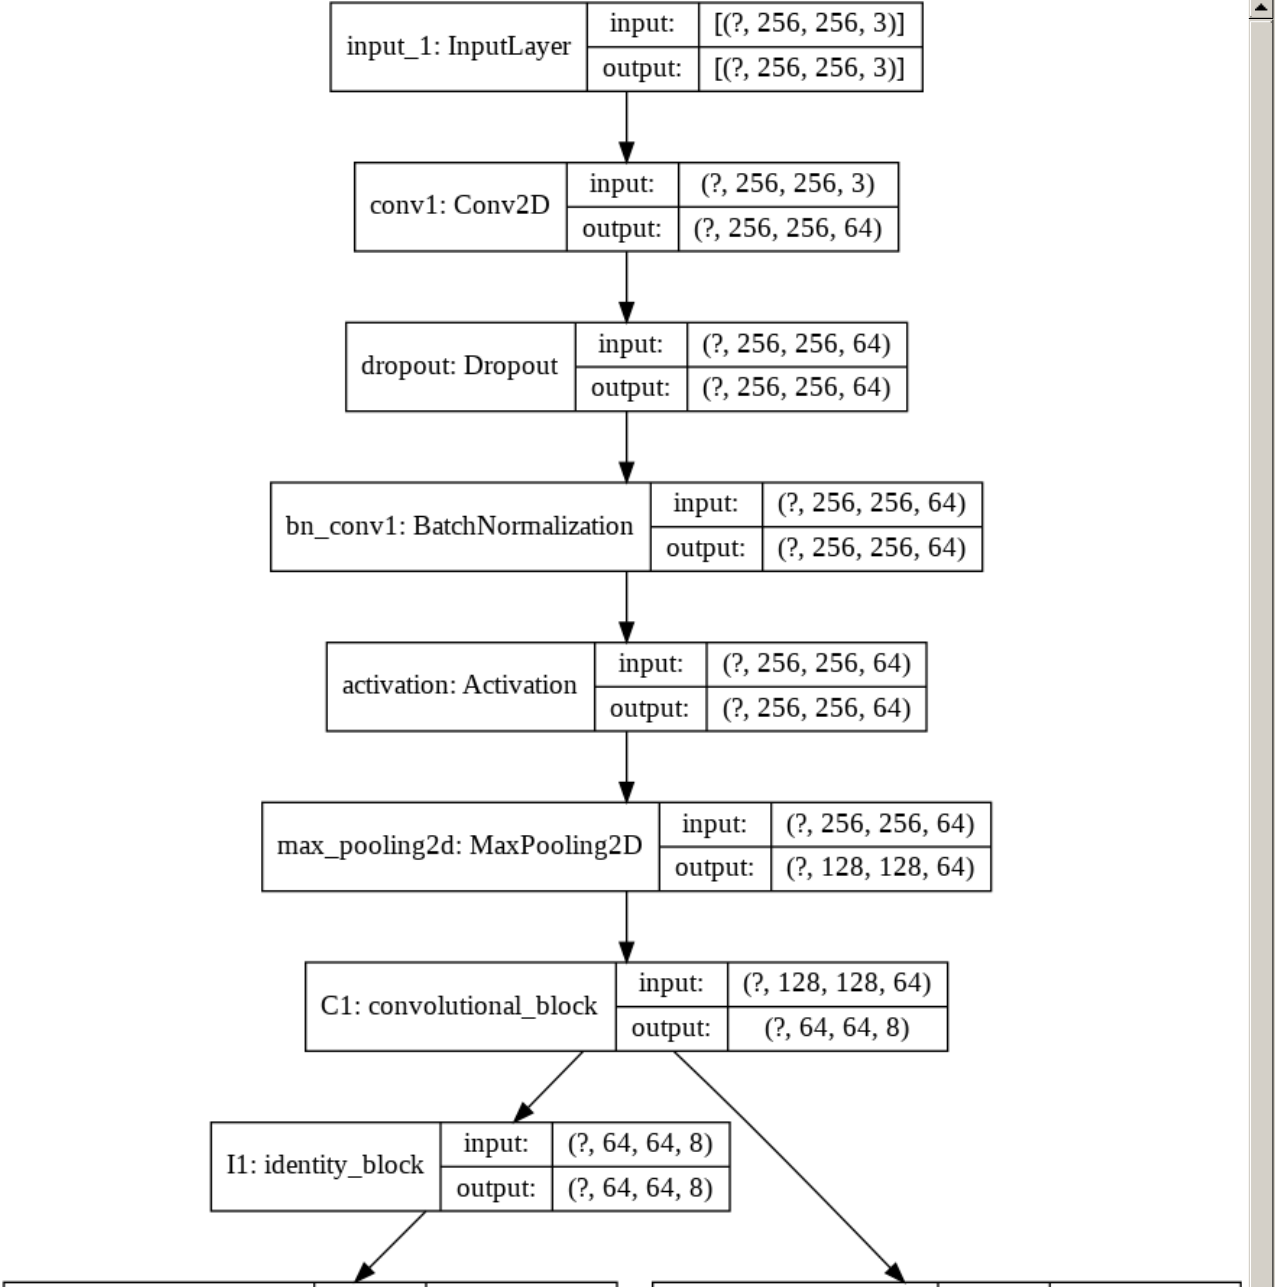 input_1: InputLayer
input: [(?, 256, 256, 3)]
output: [(?, 256, 256, 3)]
conv1: Conv2D
input: (?, 256, 256, 3)
output: (?, 256, 256, 64)
dropout: Dropout
input: (?, 256, 256, 64)
output: (?, 256, 256, 64)
bn_conv1: BatchNormalization
input: (?, 256, 256, 64)
output: (?, 256, 256, 64)
activation: Activation
input: (?, 256, 256, 64)
output: (?, 256, 256, 64)
max_pooling2d: MaxPooling2D
input: (?, 256, 256, 64)
output: (?, 128, 128, 64)
C1: convolutional_block
input: (?, 128, 128, 64)
output: (?, 64, 64, 8)
I1: identity_block
input: (?, 64, 64, 8)
output: (?, 64, 64, 8)